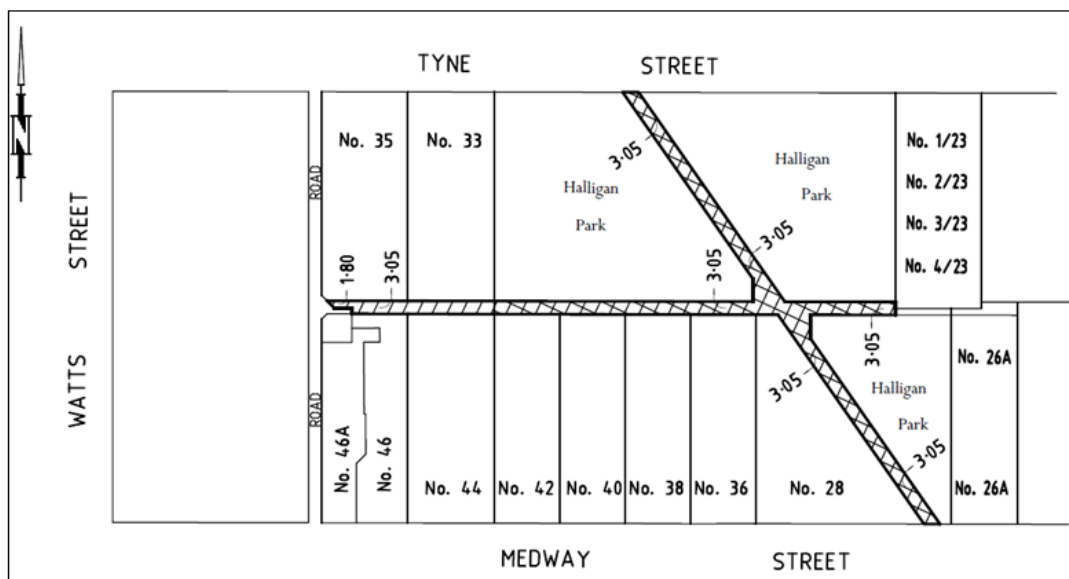 TYNE STREET
No. 35
No. 33
Halligan
Park
Halligan
Park
No. 1/23
No. 2/23
No. 3/23
No. 4/23
3·05
3·05
ROAD
WATTS STREET
1·80
3·05
3·05
3·05
3·05
3·05
Halligan
Park
No. 26A
ROAD
No. 46A
No. 46
No. 44
No. 42
No. 40
No. 38
No. 36
No. 28
No. 26A
MEDWAY STREET